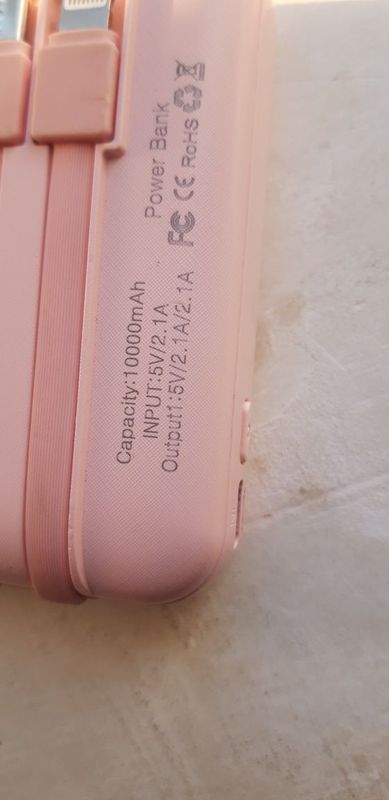 Power Bank
FC CE RoHS
Capacity:10000mAh
INPUT:5V/2.1A
Output1:5V/2.1A/2.1A